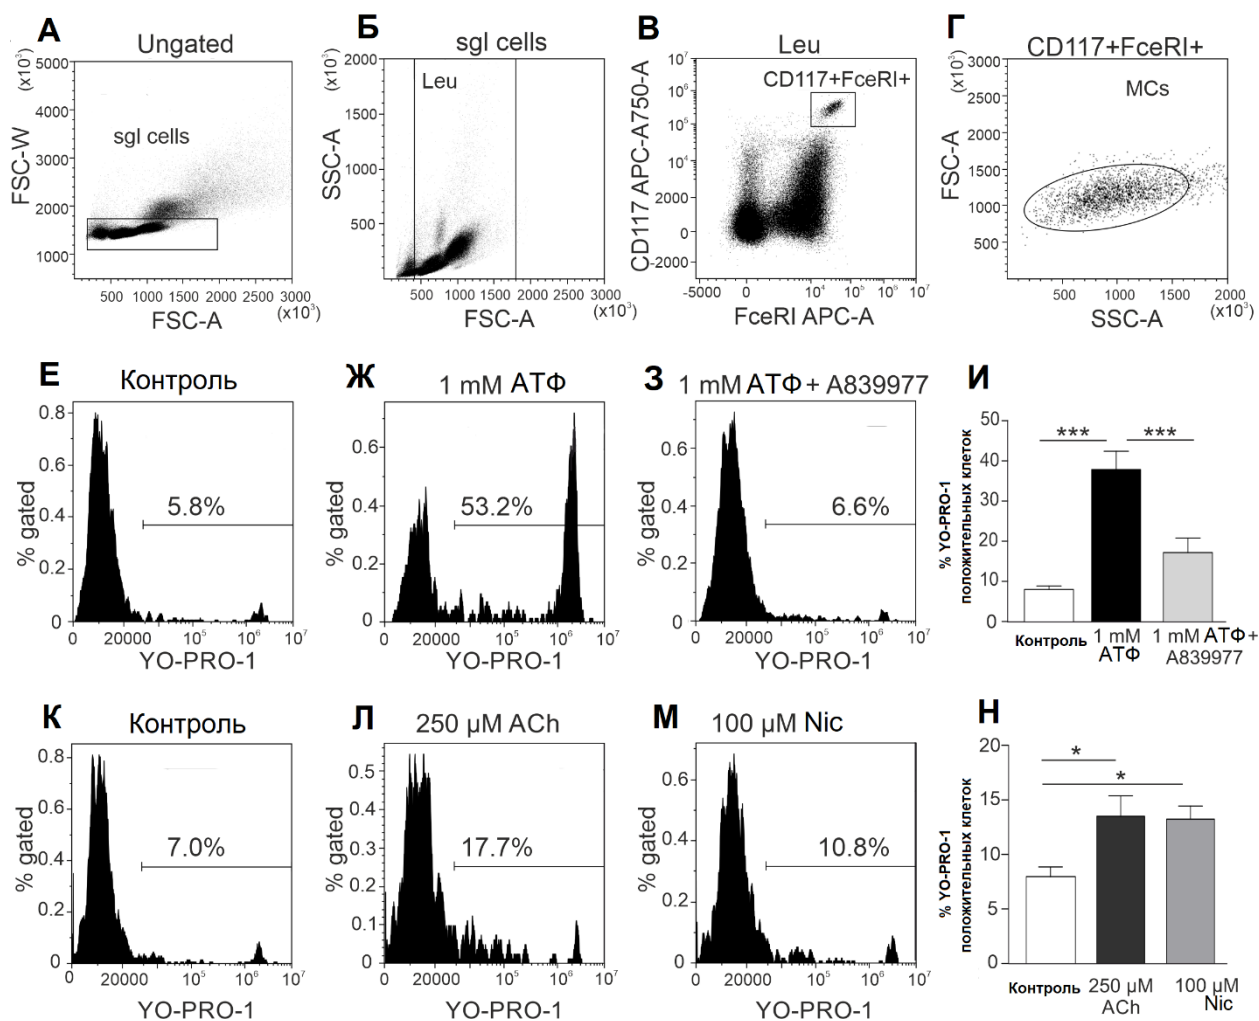 А
Ungated
FSC-W
(x10³)
5000
4000
3000
2000
1000
sgl cells
500 1000 1500 2000 2500 3000
(x10³)
FSC-A
Б
sgl cells
SSC-A
(x10³)
2000
1500
1000
500
Leu
500 1000 1500 2000 2500 3000
(x10³)
FSC-A
В
Leu
CD117 APC-A750-A
10⁷
10⁶
10⁵
10⁴
2000
0
-2000
CD117+FceRI+
-5000 0 10⁴ 10⁵ 10⁶ 10⁷
FceRI APC-A
Г
CD117+FceRI+
FSC-A
(x10³)
3000
2500
2000
1500
1000
500
MCs
500 1000 1500 2000
(x10³)
SSC-A
Е
Контроль
% gated
0.8
0.6
0.4
0.2
0
5.8%
0 20000 10⁵ 10⁶ 10⁷
YO-PRO-1
Ж
1 mM АТФ
% gated
0.6
0.4
0.2
0
53.2%
0 20000 10⁵ 10⁶ 10⁷
YO-PRO-1
З
1 mM АТФ + A839977
% gated
0.8
0.6
0.4
0.2
0
6.6%
0 20000 10⁵ 10⁶ 10⁷
YO-PRO-1
И
% YO-PRO-1
положительных клеток
50
40
30
20
10
0
*** ***
Контроль
1 mM
АТФ
1 mM АТФ+
A839977
К
Контроль
% gated
0.8
0.6
0.4
0.2
0
7.0%
0 20000 10⁵ 10⁶ 10⁷
YO-PRO-1
Л
250 µM ACh
% gated
0.5
0.4
0.3
0.2
0.1
0
17.7%
0 20000 10⁵ 10⁶ 10⁷
YO-PRO-1
М
100 µM Nic
% gated
0.8
0.6
0.4
0.2
0
10.8%
0 20000 10⁵ 10⁶ 10⁷
YO-PRO-1
Н
% YO-PRO-1
положительных клеток
20
15
10
5
0
*
*
Контроль
250 µM
ACh
100 µM
Nic